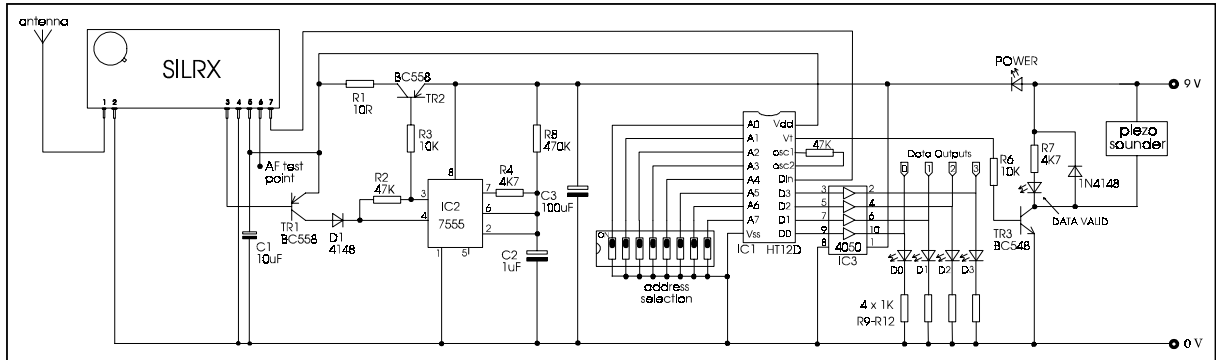 antenna
SILRX
1 2 3 4 5 6 7
AF test
point
R1
10R
BC558
TR2
R3
10K
R2
47K
TR1
BC558
D1
4148
C1
10uF
IC2
7555
8
3
4
7
6
2
1
5
R4
4K7
R8
470K
C2
1uF
C3
100uF
ON
address
selection
A0 Vdd
A1 Vt
A2 osc1
A3 osc2
A4 Din
A5 D3
A6 D2
A7 D1
Vss D0
IC1 HT12D
47K
Data Outputs
0 1 2 3
3 2
5 4
7 6
9 10
8 1
4050
IC3
D0 D1 D2 D3
4 x 1K
R9-R12
POWER
R6
10K
R7
4K7
1N4148
DATA VALID
TR3
BC548
piezo
sounder
9 V
0 V